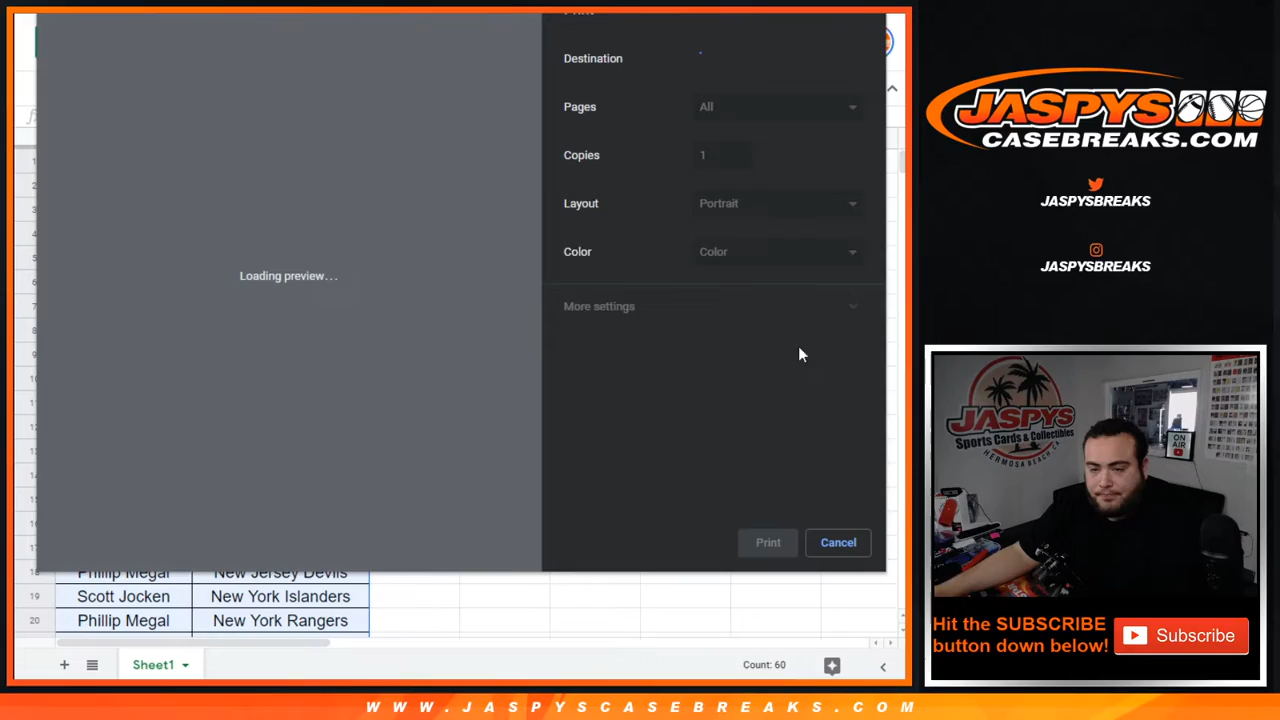 Destination
Pages All
Copies 1
Layout Portrait
Color Color
More settings
Loading preview...
Print Cancel
18 Phillip Megal New Jersey Devils
19 Scott Jocken New York Islanders
20 Phillip Megal New York Rangers
Sheet1
Count: 60
JASPYS
CASEBREAKS.COM
JASPYSBREAKS
JASPYSBREAKS
JASPYS
Sports Cards & Collectibles
HERMOSA BEACH CA
ON
AIR
Hit the SUBSCRIBE
button down below!
Subscribe
WWW.JASPYSCASEBREAKS.COM